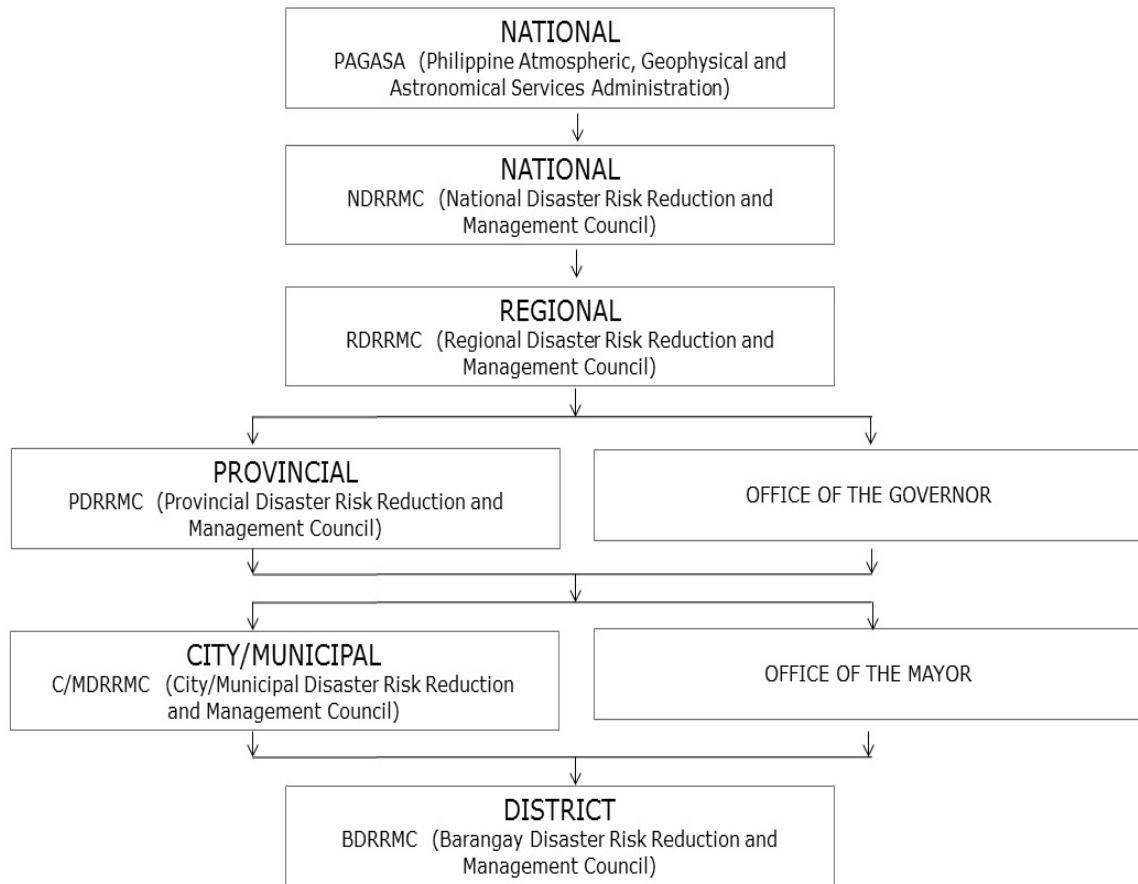 NATIONAL
PAGASA (Philippine Atmospheric, Geophysical and
Astronomical Services Administration)
NATIONAL
NDRRMC (National Disaster Risk Reduction and
Management Council)
REGIONAL
RDRRMC (Regional Disaster Risk Reduction and
Management Council)
PROVINCIAL
PDRRMC (Provincial Disaster Risk Reduction and
Management Council)
OFFICE OF THE GOVERNOR
CITY/MUNICIPAL
C/MDRRMC (City/Municipal Disaster Risk Reduction
and Management Council)
OFFICE OF THE MAYOR
DISTRICT
BDRRMC (Barangay Disaster Risk Reduction and
Management Council)